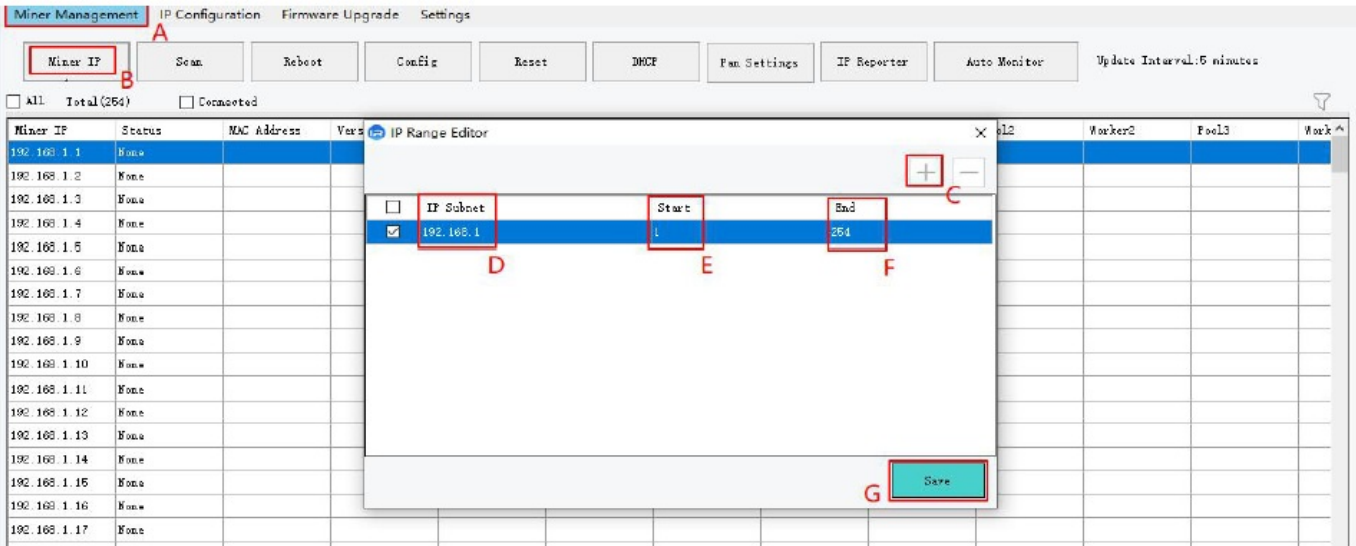 Miner Management IP Configuration Firmware Upgrade Settings
A
Miner IP Scan Reboot Config Reset DHCP Fan Settings IP Reporter Auto Monitor Update Interval:5 minutes
B
All Total(254) Connected
Miner IP Status MAC Address Vers IP Range Editor ol2 Worker2 Pool3 Work
192.168.1.1 None
192.168.1.2 None
C
192.168.1.3 None IP Subnet Start End
192.168.1.4 None 192.168.1 1 254
192.168.1.5 None
D E F
192.168.1.6 None
192.168.1.7 None
192.168.1.8 None
192.168.1.9 None
192.168.1.10 None
192.168.1.11 None
192.168.1.12 None
192.168.1.13 None
192.168.1.14 None
192.168.1.15 None Save
G
192.168.1.16 None
192.168.1.17 None